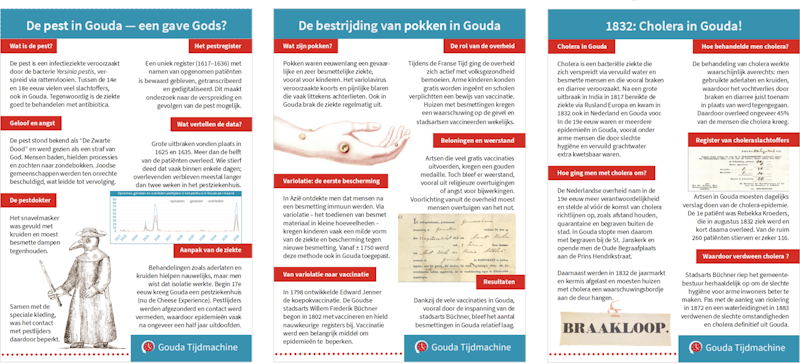 De pest in Gouda — een gave Gods?
Wat is de pest?
De pest is een infectieziekte veroorzaakt
door de bacterie Yersinia pestis, ver-
spreid via rattenvlooien. Tussen de 14e
en 18e eeuw vielen veel slachtoffers,
ook in Gouda. Tegenwoordig is de ziekte
goed te behandelen met antibiotica.
Geloof en angst
De pest stond bekend als "De Zwarte
Dood" en werd gezien als een straf van
God. Mensen baden, hielden processies
en zochten naar zondebokken. Joodse
gemeenschappen werden ten onrechte
beschuldigd, wat leidde tot vervolging.
De pestdokter
Het snavelmasker
was gevuld met
kruiden en moest
besmette dampen
tegenhouden.
Samen met de
speciale kleding,
was het contact
met pestlijders
daardoor beperkt.
Het pestregister
Een uniek register (1617–1636) met
namen van opgenomen patiënten
is bewaard gebleven, getranscribeerd
en gedigitaliseerd. Dit maakt
onderzoek naar de verspreiding en
gevolgen van de pest mogelijk.
Wat vertellen de data?
Grote uitbraken vonden plaats in
1625 en 1635. Meer dan de helft
van de patiënten overleed. Wie stierf
deed dat vaak binnen enkele dagen;
overlevenden verbleven meestal langer
dan twee weken in het pestziekenhuis.
Aanpak van de ziekte
Behandelingen zoals aderlaten en
kruiden hielpen nauwelijks, maar men
wist dat isolatie werkte. Begin 17e
eeuw kreeg Gouda een pestziekenhuis
(nu de Cheese Experience). Pestlijders
werden afgezonderd en contact werd
vermeden, waardoor epidemieën vaak
na ongeveer een half jaar uitdoofden.
Gouda Tijdmachine
De bestrijding van pokken in Gouda
Wat zijn pokken?
Pokken waren eeuwenlang een gevaar-
lijke en zeer besmettelijke ziekte,
vooral voor kinderen. Het variolavirus
veroorzaakte koorts en pijnlijke blaren
die vaak littekens achterlieten. Ook in
Gouda brak de ziekte regelmatig uit.
Variolatie: de eerste bescherming
In Azië ontdekte men dat mensen na
een besmetting immuun werden. Via
variolatie - het toedienen van besmet
materiaal in kleine hoeveelheden -
kregen kinderen vaak een milde vorm
van de ziekte en bescherming tegen
nieuwe besmetting. Vanaf ± 1750 werd
deze methode ook in Gouda toegepast.
Van variolatie naar vaccinatie
In 1798 ontwikkelde Edward Jenner
de koepokvaccinatie. De Goudse
stadsarts Willem Frederik Büchner
begon in 1802 met vaccineren en hield
nauwkeurige registers bij. Vaccinatie
werd een belangrijk middel om
epidemieën te beperken.
De rol van de overheid
Tijdens de Franse Tijd ging de overheid
zich actief met volksgezondheid
bemoeien. Arme kinderen konden
gratis worden ingeënt en scholen
verplichtten een bewijs van vaccinatie.
Huizen met besmettingen kregen
een waarschuwing op de gevel en
stadsartsen vaccineerden wekelijks.
Beloningen en weerstand
Artsen die veel gratis vaccinaties
uitvoerden, kregen een gouden
medaille. Toch bleef er weerstand,
vooral uit religieuze overtuigingen
of angst voor bijwerkingen.
Voorlichting vanuit de overheid moest
mensen overtuigen van het nut.
Resultaten
Dankzij de vele vaccinaties in Gouda,
vooral door de inspanning van de
stadsarts Büchner, bleef het aantal
besmettingen in Gouda relatief laag.
Gouda Tijdmachine
1832: Cholera in Gouda!
Cholera in Gouda
Cholera is een bacteriële ziekte die
zich verspreidt via vervuild water en
besmette mensen en die vooral braken
en diarree veroorzaakt. Na een grote
uitbraak in India in 1817 bereikte de
ziekte via Rusland Europa en kwam in
1832 ook in Nederland en Gouda voor.
In de 19e eeuw waren er meerdere
epidemieën in Gouda, vooral onder
arme mensen die door slechte
hygiëne en vervuild grachtwater
extra kwetsbaar waren.
Hoe ging men met cholera om?
De Nederlandse overheid nam in de
19e eeuw meer verantwoordelijkheid
en stelde al vóór de komst van cholera
richtlijnen op, zoals afstand houden,
quarantaine en begraven buiten de
stad. In Gouda stopte men daarom
met begraven bij de St. Janskerk en
opende men de Oude Begraafplaats
aan de Prins Hendrikstraat.
Daarnaast werden in 1832 de jaarmarkt
en kermis afgelast en moesten huizen
met cholera een waarschuwingsbordje
aan de deur hangen.
BRAAKLOOP.
Hoe behandelde men cholera?
De behandeling van cholera werkte
waarschijnlijk averechts: men
gebruikte aderlaten en kruiden,
waardoor het vochtverlies door
braken en diarree juist toenam
in plaats van werd tegengegaan.
Daardoor overleed ongeveer 45%
van de mensen die cholera kreeg.
Register van choleraslachtoffers
Artsen in Gouda moesten dagelijks
verslag doen van de cholera-epidemie.
De 1e patiënt was Rebekka Kroeders,
die in augustus 1832 ziek werd en
kort daarna overleed. Van de ruim
260 patiënten stierven er zeker 116.
Waardoor verdween cholera ?
Stadsarts Büchner riep het gemeente-
bestuur herhaaldelijk op om de slechte
hygiëne voor arme inwoners beter te
maken. Pas met de aanleg van riolering
in 1872 en een waterleidingnet in 1883
verdwenen de slechte omstandigheden
en cholera definitief uit Gouda.
Gouda Tijdmachine